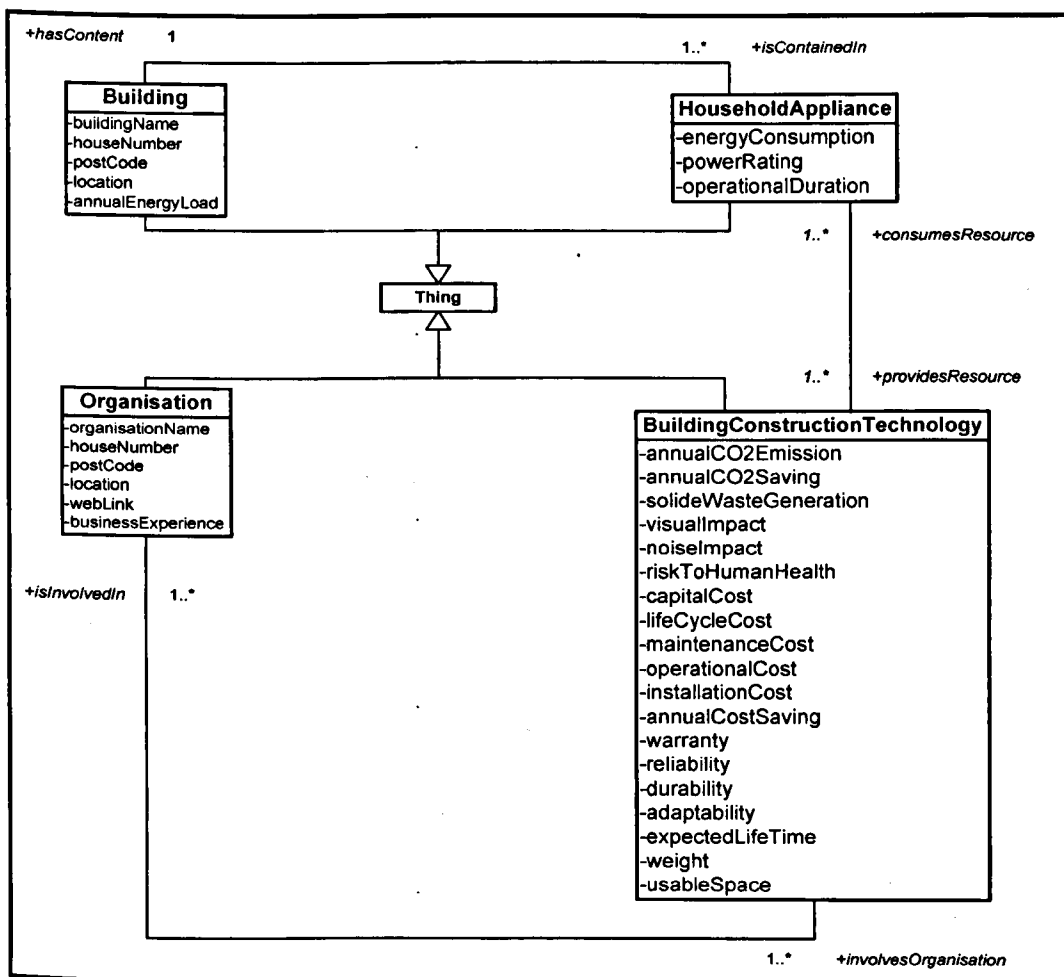 +hasContent 1
1..* +isContainedIn
Building
-buildingName
-houseNumber
-postCode
-location
-annualEnergyLoad
HouseholdAppliance
-energyConsumption
-powerRating
-operationalDuration
1..* +consumesResource
Thing
1..* +providesResource
Organisation
-organisationName
-houseNumber
-postCode
-location
-webLink
-businessExperience
+isInvolvedIn 1..*
BuildingConstructionTechnology
-annualCO2Emission
-annualCO2Saving
-solideWasteGeneration
-visualImpact
-noiseImpact
-riskToHumanHealth
-capitalCost
-lifeCycleCost
-maintenanceCost
-operationalCost
-installationCost
-annualCostSaving
-warranty
-reliability
-durability
-adaptability
-expectedLifeTime
-weight
-usableSpace
1..* +involvesOrganisation